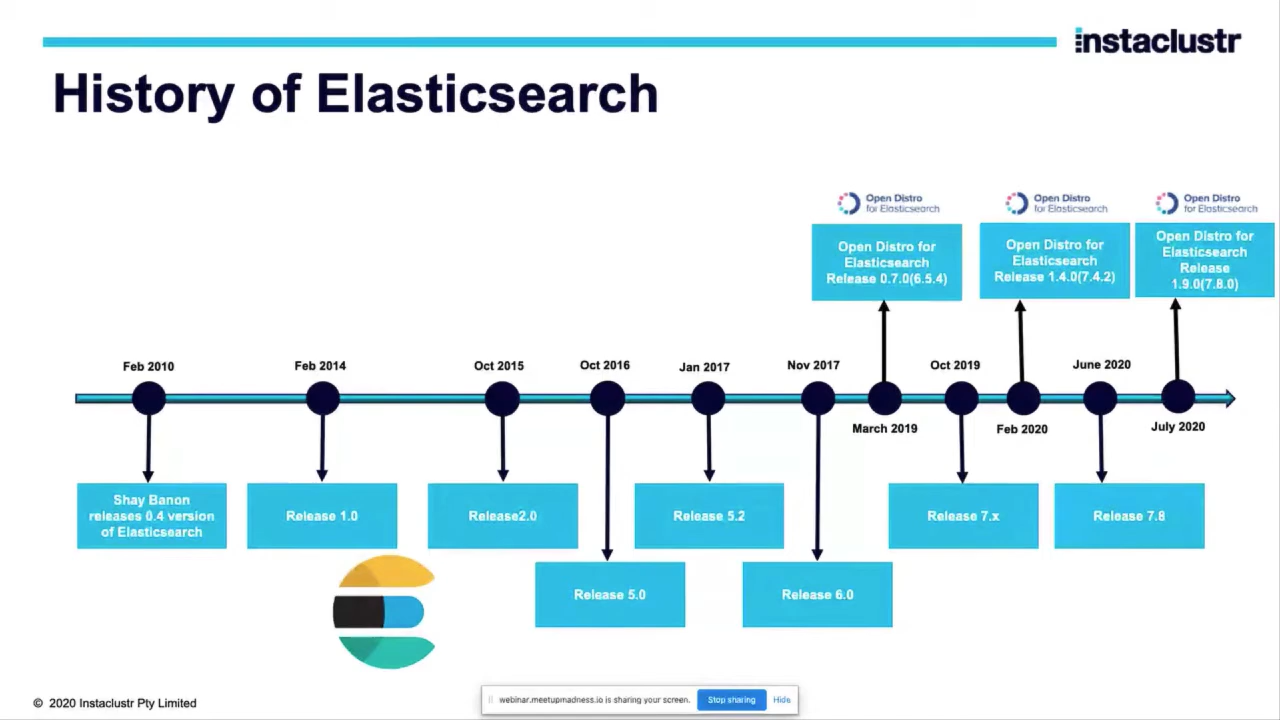 instaclustr
History of Elasticsearch
Open Distro
for Elasticsearch
Open Distro
for Elasticsearch
Open Distro
for Elasticsearch
Open Distro for
Elasticsearch
Release 0.7.0(6.5.4)
Open Distro for
Elasticsearch
Release 1.4.0(7.4.2)
Open Distro for
Elasticsearch
Release
1.9.0(7.8.0)
Feb 2010
Feb 2014
Oct 2015
Oct 2016
Jan 2017
Nov 2017
Oct 2019
June 2020
March 2019
Feb 2020
July 2020
Shay Banon
releases 0.4 version
of Elasticsearch
Release 1.0
Release2.0
Release 5.2
Release 7.x
Release 7.8
Release 5.0
Release 6.0
© 2020 Instaclustr Pty Limited
webinar.meetupmadness.io is sharing your screen.
Stop sharing
Hide